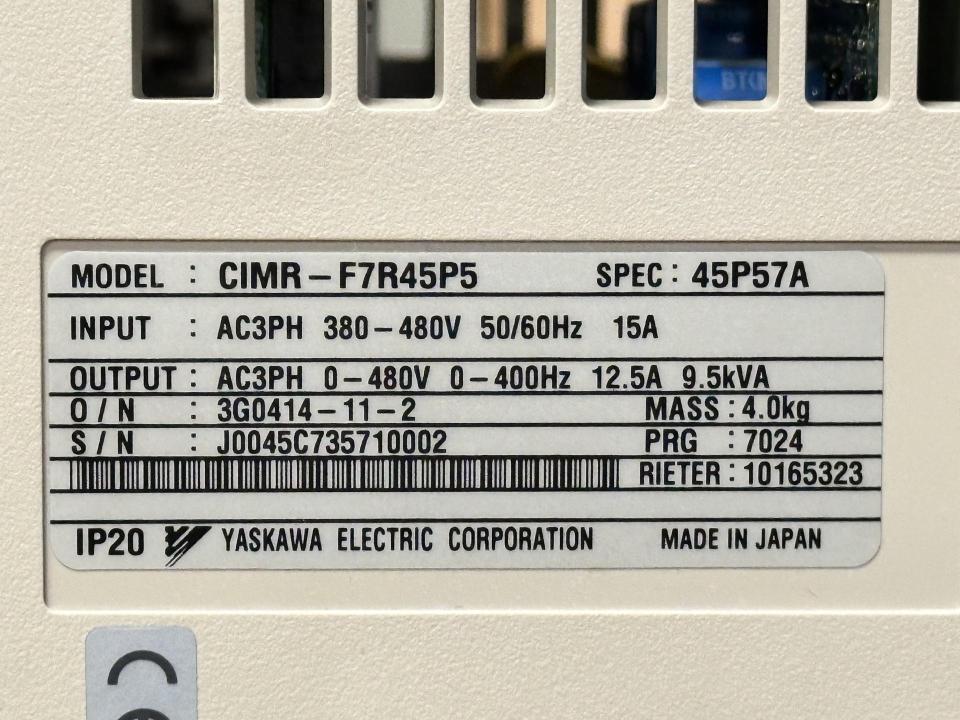 BT
MODEL : CIMR-F7R45P5 SPEC: 45P57A
INPUT : AC3PH 380-480V 50/60Hz 15A
OUTPUT : AC3PH 0-480V 0-400Hz 12.5A 9.5kVA
O/N : 3G0414-11-2 MASS : 4.0kg
S/N : J0045C735710002 PRG : 7024
RIETER : 10165323
IP20 YASKAWA ELECTRIC CORPORATION MADE IN JAPAN